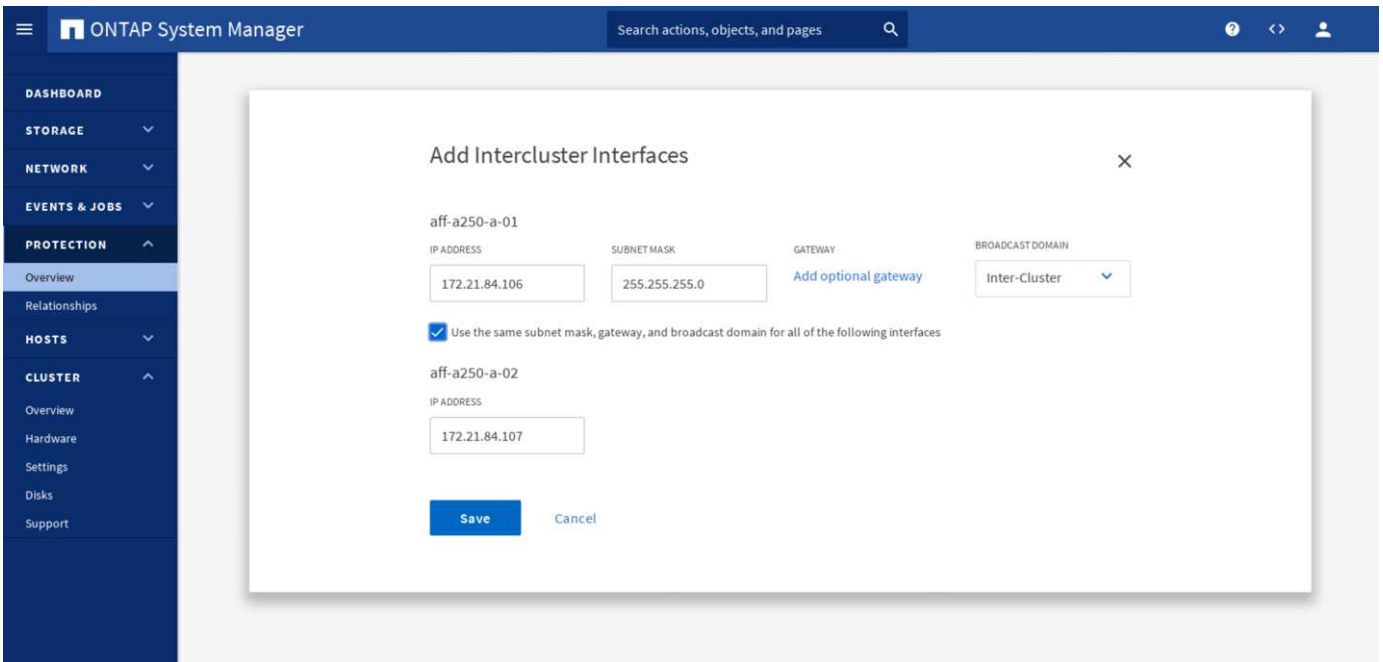 ONTAP System Manager
Search actions, objects, and pages
DASHBOARD
STORAGE
NETWORK
EVENTS & JOBS
PROTECTION
Overview
Relationships
HOSTS
CLUSTER
Overview
Hardware
Settings
Disks
Support
Add Intercluster Interfaces
aff-a250-a-01
IP ADDRESS SUBNET MASK GATEWAY BROADCAST DOMAIN
172.21.84.106 255.255.255.0 Add optional gateway Inter-Cluster
Use the same subnet mask, gateway, and broadcast domain for all of the following interfaces
aff-a250-a-02
IP ADDRESS
172.21.84.107
Save Cancel